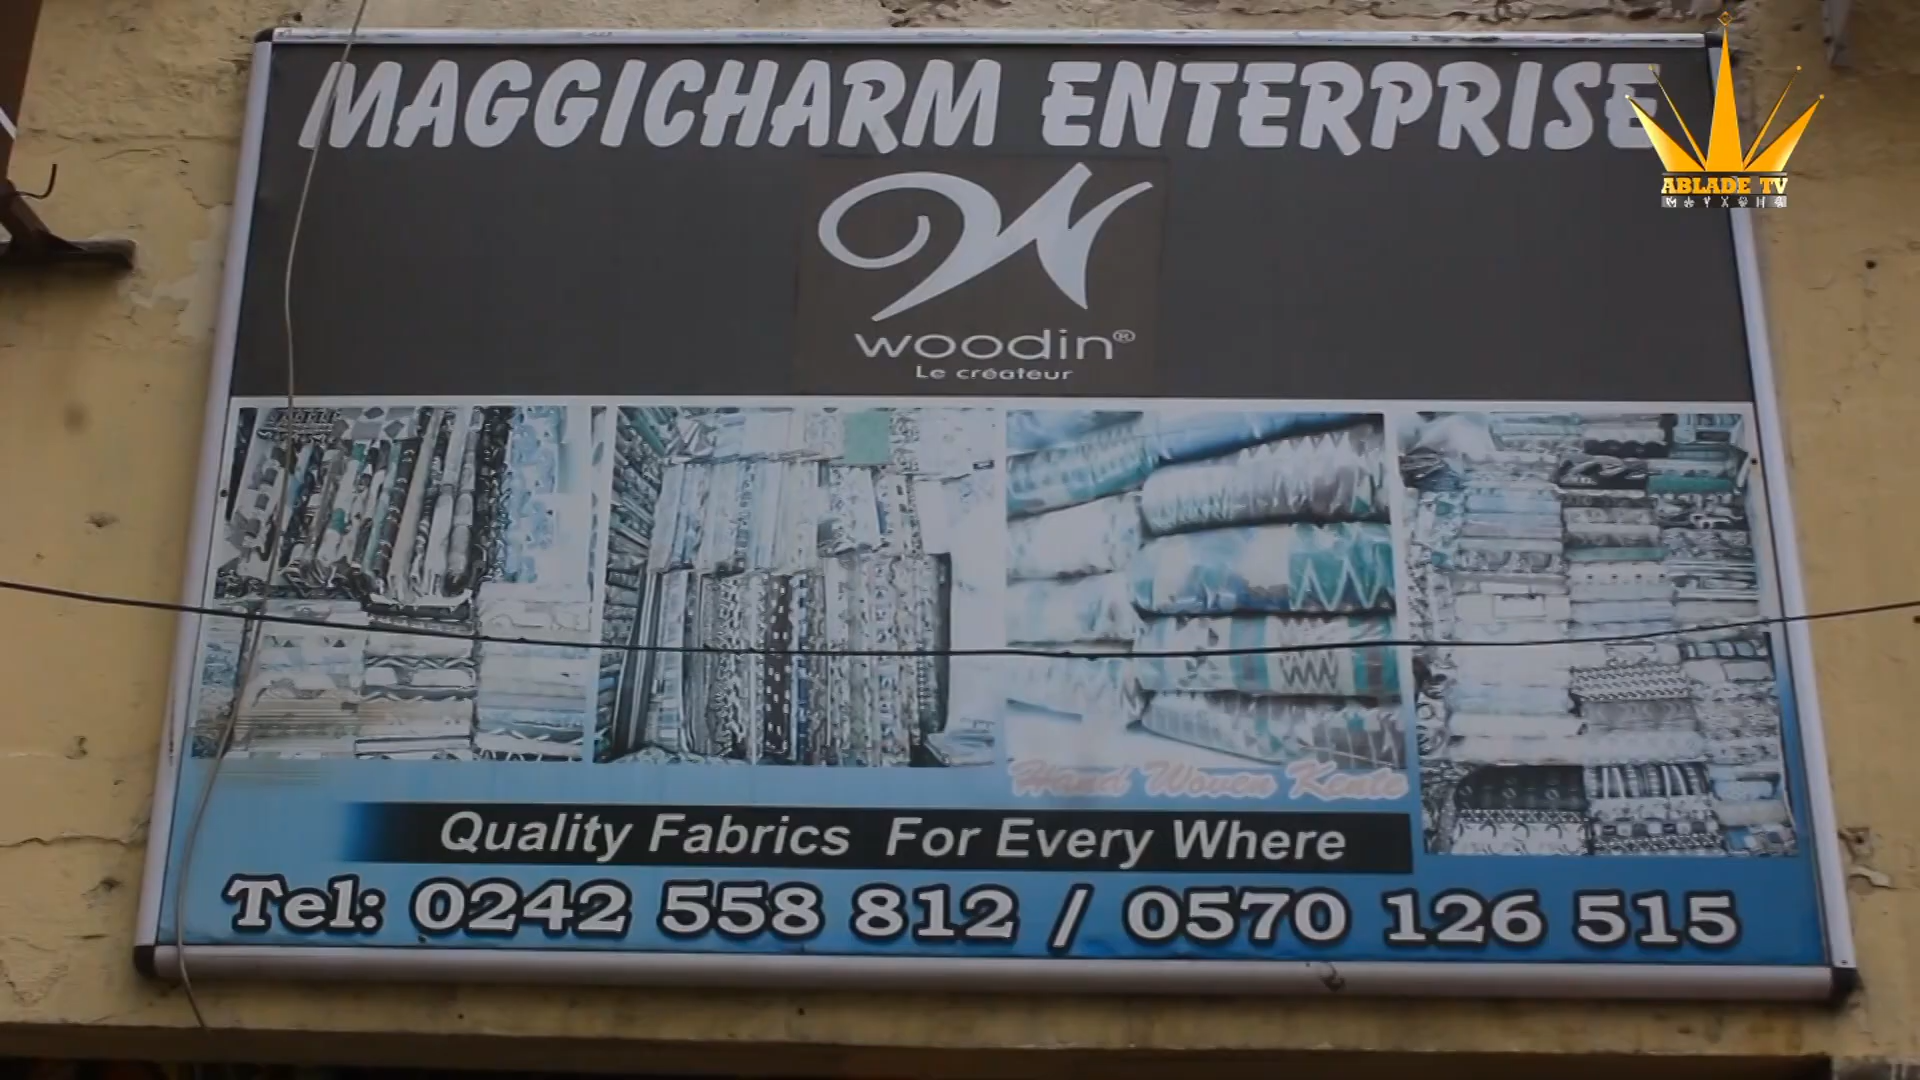 MAGGICHARM ENTERPRISE
ABLADE TV
woodin®
Le créateur
Hand Woven Kente
Quality Fabrics For Every Where
Tel: 0242 558 812 / 0570 126 515